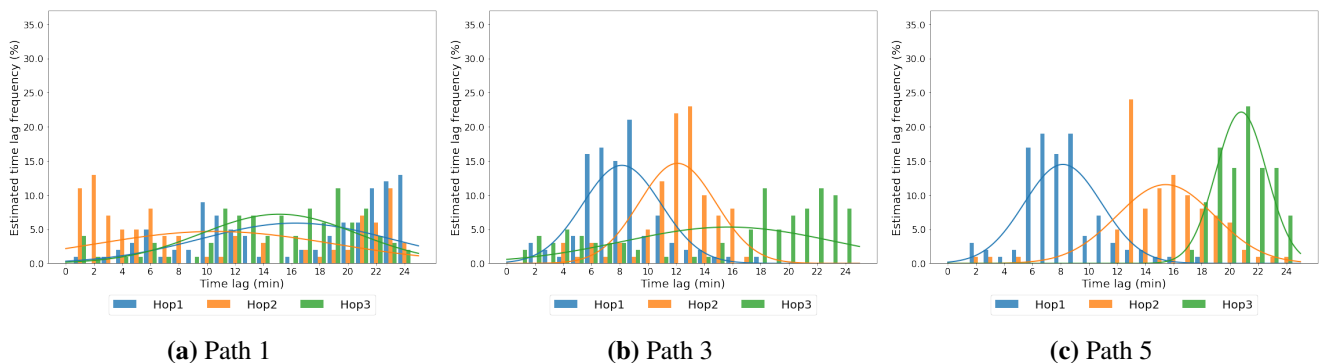 Estimated time lag frequency (%)
35.0
30.0
25.0
20.0
15.0
10.0
5.0
0.0
0 2 4 6 8 10 12 14 16 18 20 22 24
Time lag (min)
Hop1 Hop2 Hop3
(a) Path 1
Estimated time lag frequency (%)
35.0
30.0
25.0
20.0
15.0
10.0
5.0
0.0
0 2 4 6 8 10 12 14 16 18 20 22 24
Time lag (min)
Hop1 Hop2 Hop3
(b) Path 3
Estimated time lag frequency (%)
35.0
30.0
25.0
20.0
15.0
10.0
5.0
0.0
0 2 4 6 8 10 12 14 16 18 20 22 24
Time lag (min)
Hop1 Hop2 Hop3
(c) Path 5